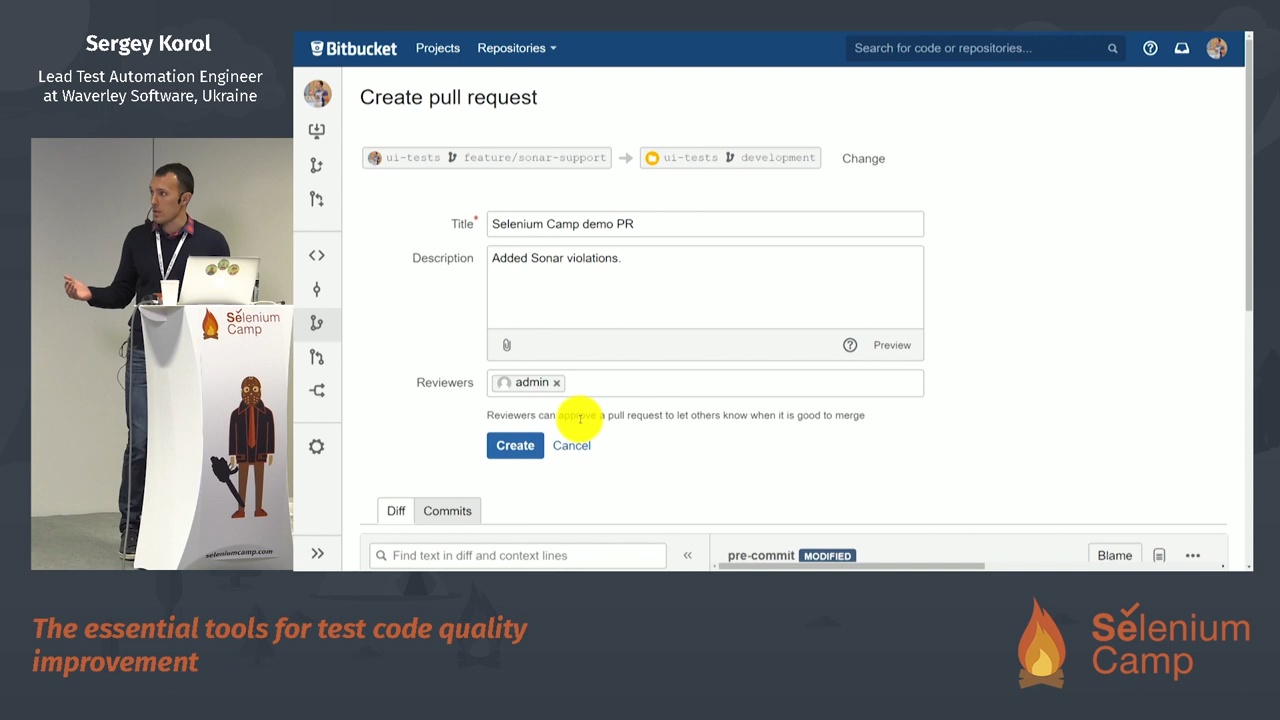 Sergey Korol
Lead Test Automation Engineer
at Waverley Software, Ukraine
Bitbucket
Projects
Repositories
Search for code or repositories...
Create pull request
ui-tests feature/sonar-support
ui-tests development
Change
Title*
Selenium Camp demo PR
Description
Added Sonar violations.
Preview
Reviewers
admin
Reviewers can approve a pull request to let others know when it is good to merge
Create
Cancel
Diff
Commits
Find text in diff and context lines
pre-commit MODIFIED
Blame
Selenium
Camp
seleniumcamp.com
The essential tools for test code quality
improvement
Selenium
Camp